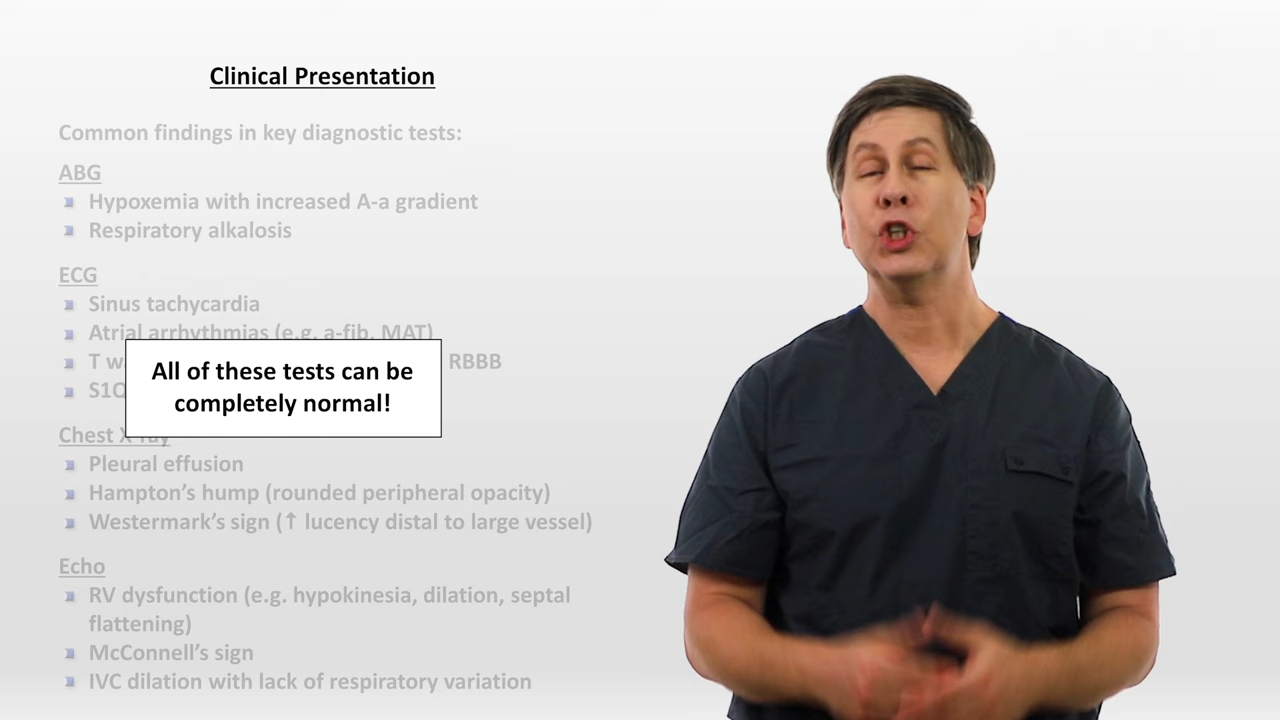 Clinical Presentation
Common findings in key diagnostic tests:
ABG
Hypoxemia with increased A-a gradient
Respiratory alkalosis
ECG
Sinus tachycardia
Atrial arrhythmias (e.g. a-fib, MAT)
T RBBB
All of these tests can be
completely normal!
Chest X-ray
Pleural effusion
Hampton's hump (rounded peripheral opacity)
Westermark's sign (↑ lucency distal to large vessel)
Echo
RV dysfunction (e.g. hypokinesia, dilation, septal
flattening)
McConnell's sign
IVC dilation with lack of respiratory variation